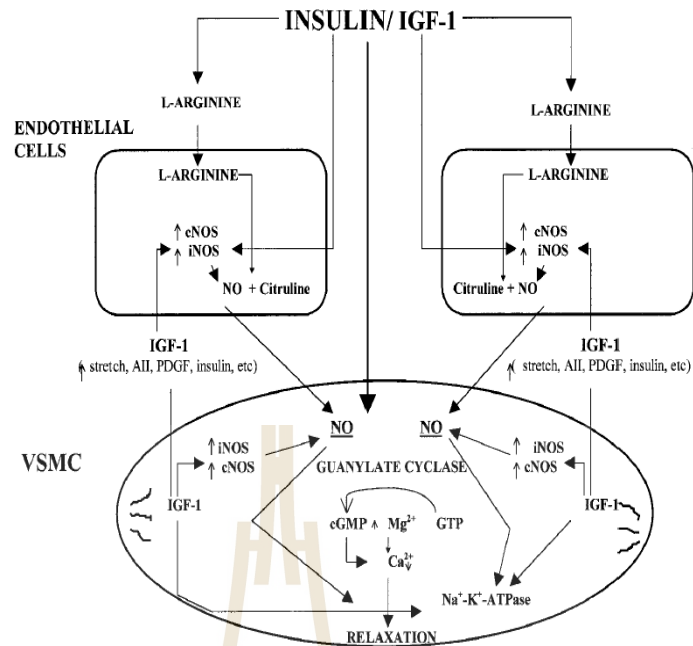 INSULIN/ IGF-1
L-ARGININE
L-ARGININE
ENDOTHELIAL
CELLS
L-ARGININE
L-ARGININE
↑ cNOS
↑ iNOS
NO + Citruline
↑ cNOS
↑ iNOS
Citruline + NO
IGF-1
(↑ stretch, AII, PDGF, insulin, etc)
IGF-1
(↑ stretch, AII, PDGF, insulin, etc)
VSMC
NO
NO
↑ iNOS
↑ cNOS
↑ iNOS
↑ cNOS
GUANYLATE CYCLASE
IGF-1
IGF-1
cGMP ↑ Mg²⁺ GTP
Ca²⁺↓
Na⁺-K⁺-ATPase
RELAXATION